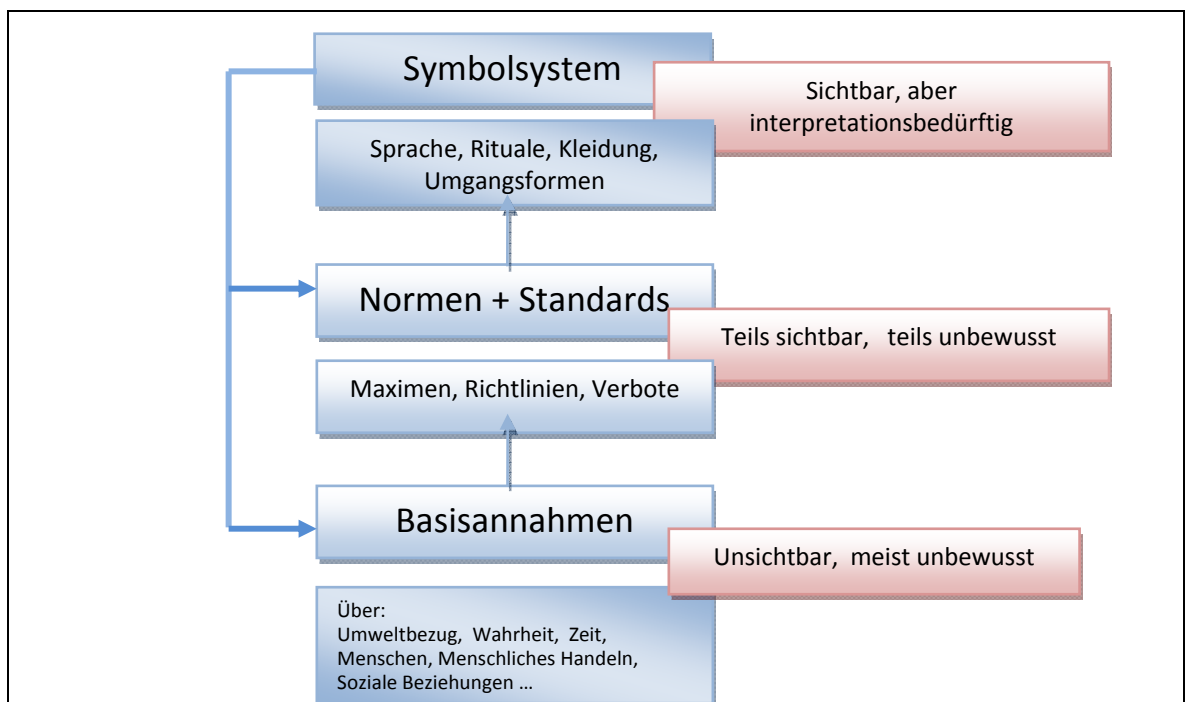 Symbolsystem
Sichtbar, aber
interpretationsbedürftig
Sprache, Rituale, Kleidung,
Umgangsformen
Normen + Standards
Teils sichtbar, teils unbewusst
Maximen, Richtlinien, Verbote
Basisannahmen
Unsichtbar, meist unbewusst
Über:
Umweltbezug, Wahrheit, Zeit,
Menschen, Menschliches Handeln,
Soziale Beziehungen …